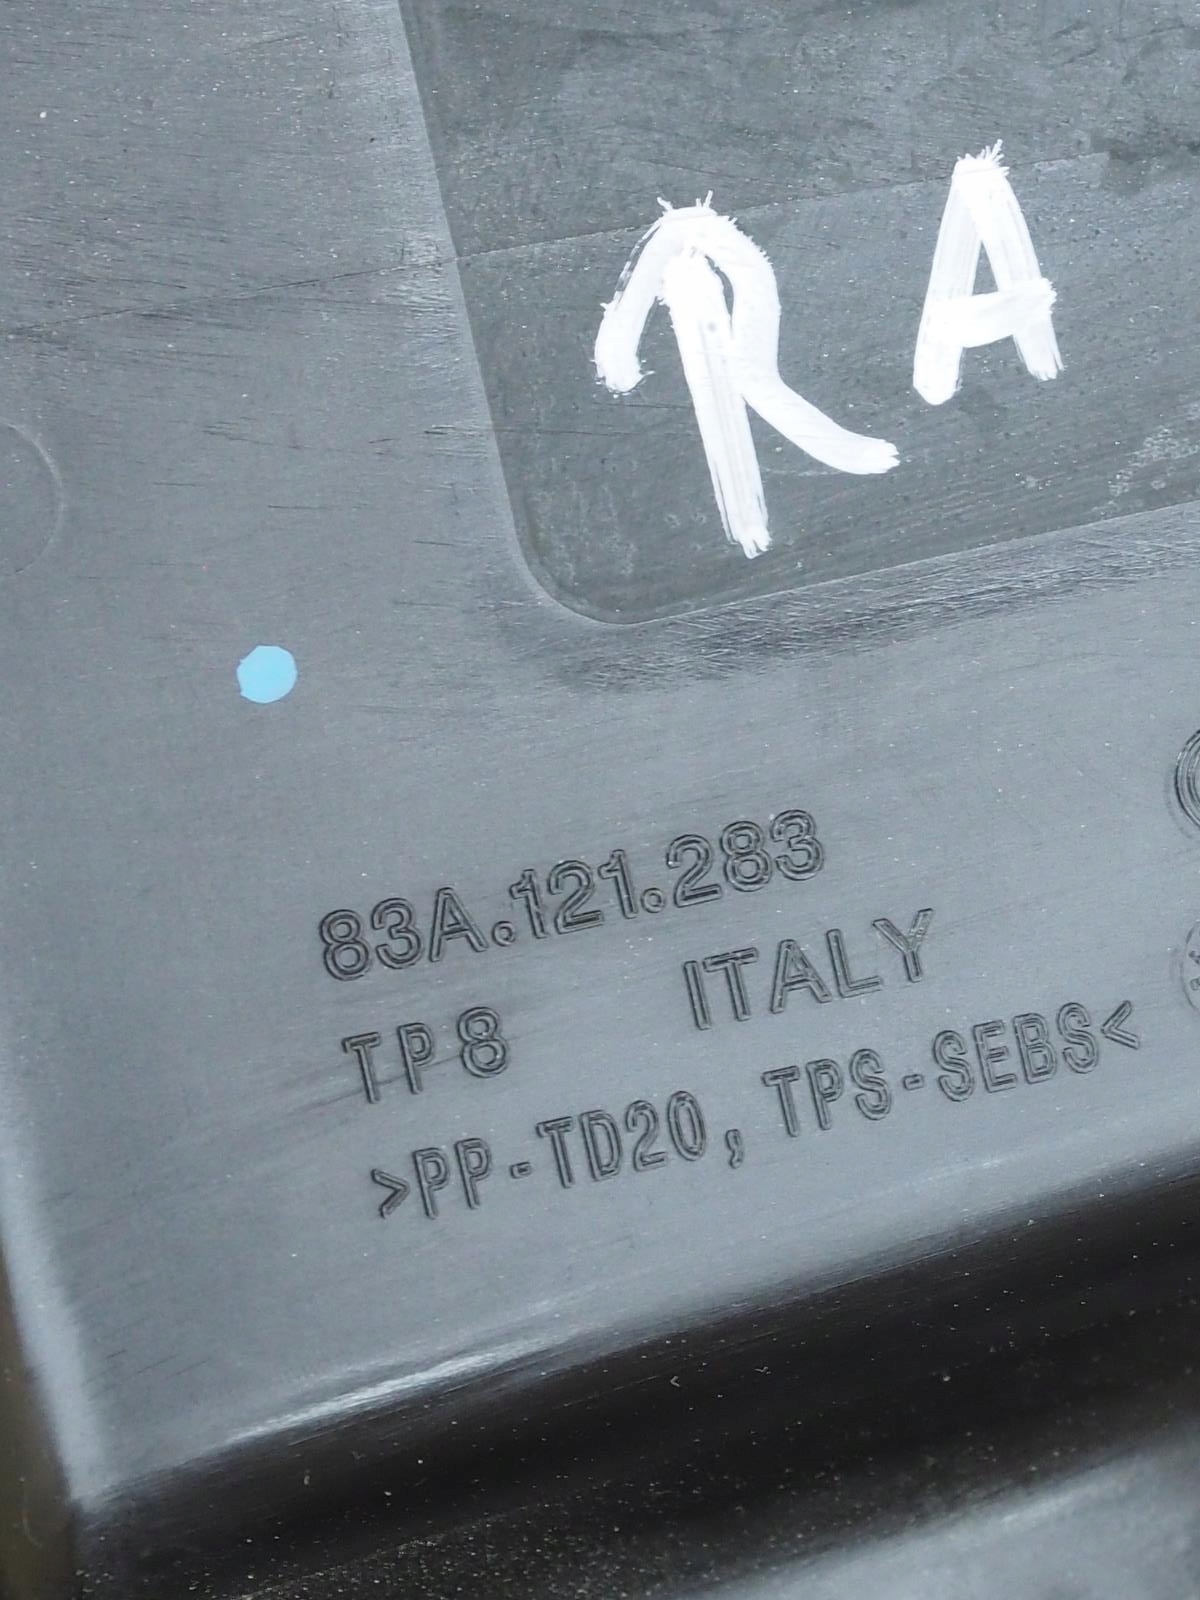 RA
83A.121.283
TP8 ITALY
>PP-TD20, TPS-SEBS<